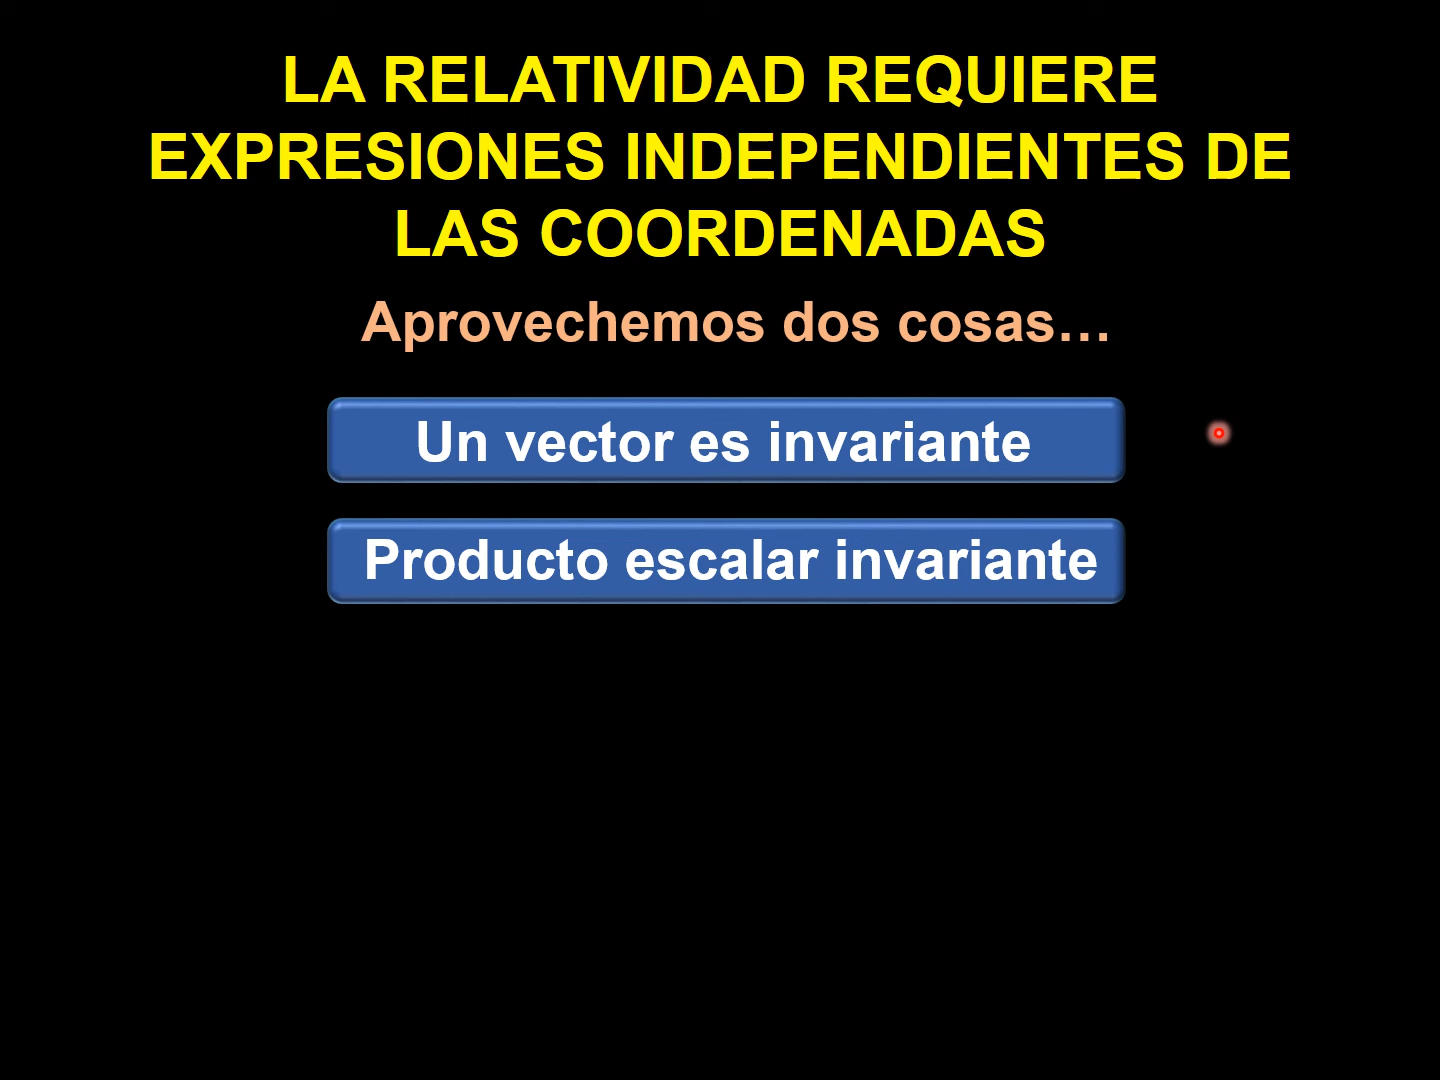 LA RELATIVIDAD REQUIERE
EXPRESIONES INDEPENDIENTES DE
LAS COORDENADAS
Aprovechemos dos cosas…
Un vector es invariante
Producto escalar invariante